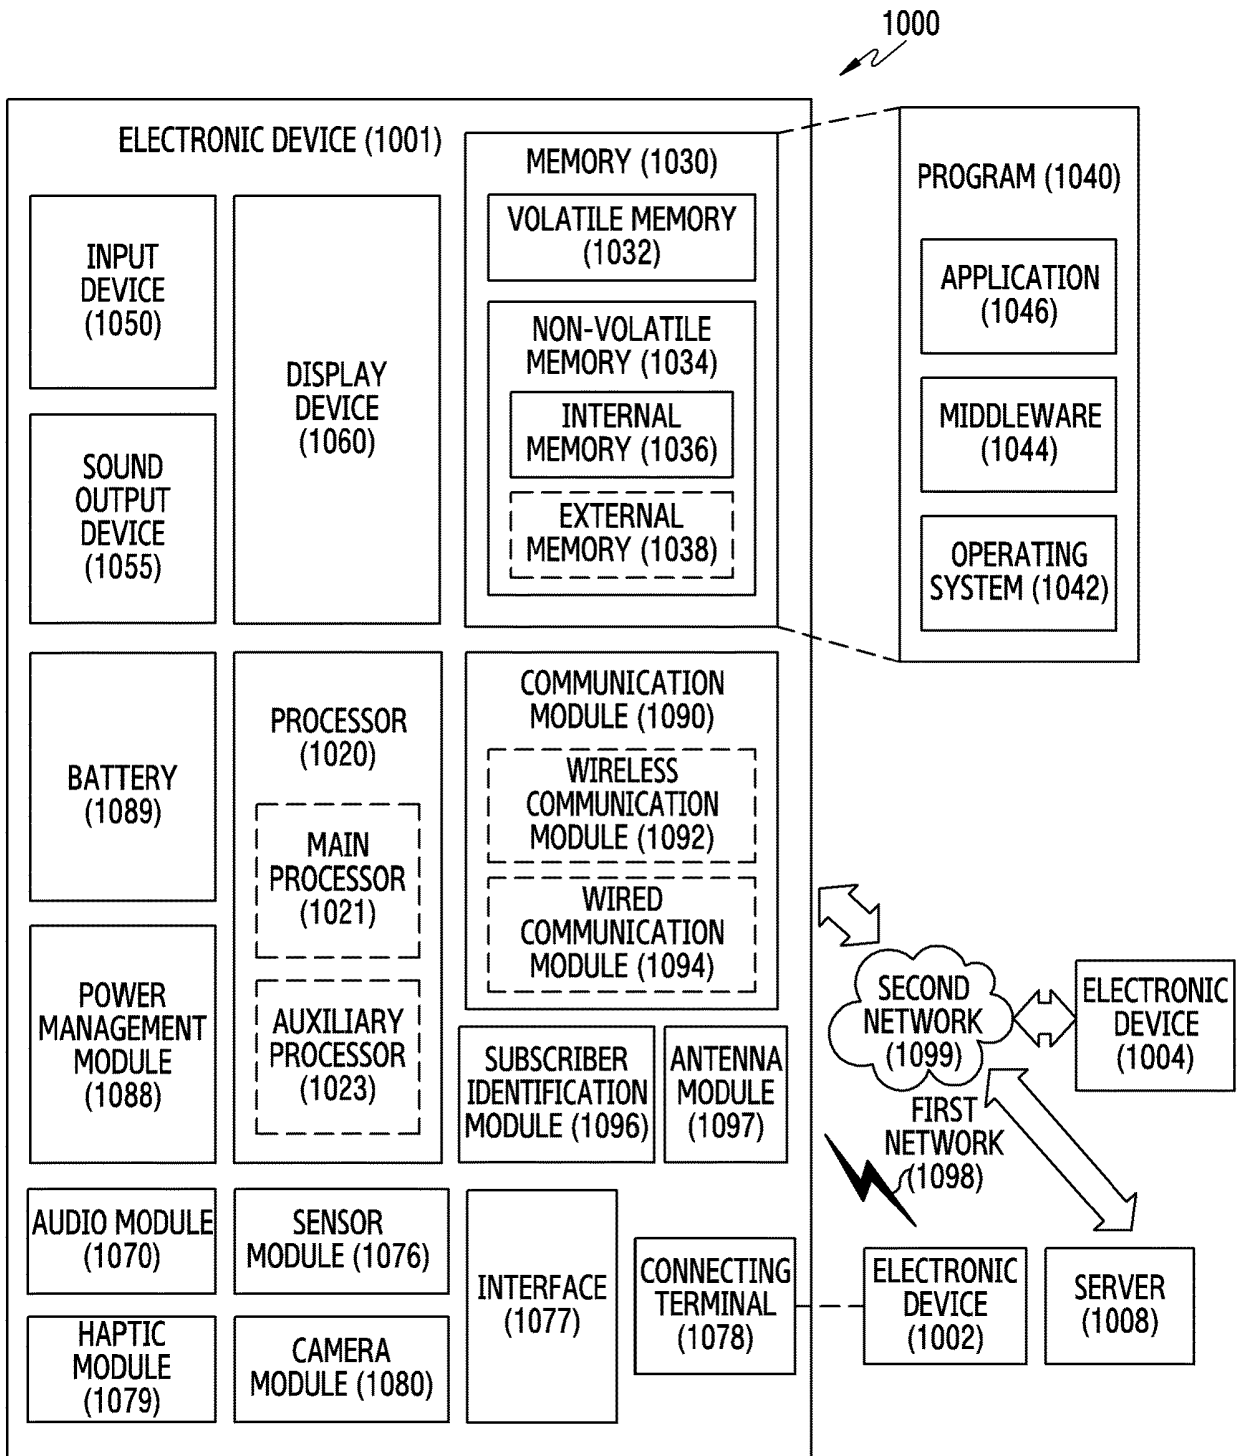 1000
ELECTRONIC DEVICE (1001)
INPUT
DEVICE
(1050)
SOUND
OUTPUT
DEVICE
(1055)
DISPLAY
DEVICE
(1060)
MEMORY (1030)
VOLATILE MEMORY
(1032)
NON-VOLATILE
MEMORY (1034)
INTERNAL
MEMORY (1036)
EXTERNAL
MEMORY (1038)
PROGRAM (1040)
APPLICATION
(1046)
MIDDLEWARE
(1044)
OPERATING
SYSTEM (1042)
BATTERY
(1089)
POWER
MANAGEMENT
MODULE
(1088)
PROCESSOR
(1020)
MAIN
PROCESSOR
(1021)
AUXILIARY
PROCESSOR
(1023)
COMMUNICATION
MODULE (1090)
WIRELESS
COMMUNICATION
MODULE (1092)
WIRED
COMMUNICATION
MODULE (1094)
SUBSCRIBER
IDENTIFICATION
MODULE (1096)
ANTENNA
MODULE
(1097)
SECOND
NETWORK
(1099)
ELECTRONIC
DEVICE
(1004)
FIRST
NETWORK
(1098)
AUDIO MODULE
(1070)
SENSOR
MODULE (1076)
INTERFACE
(1077)
CONNECTING
TERMINAL
(1078)
ELECTRONIC
DEVICE
(1002)
SERVER
(1008)
HAPTIC
MODULE
(1079)
CAMERA
MODULE (1080)